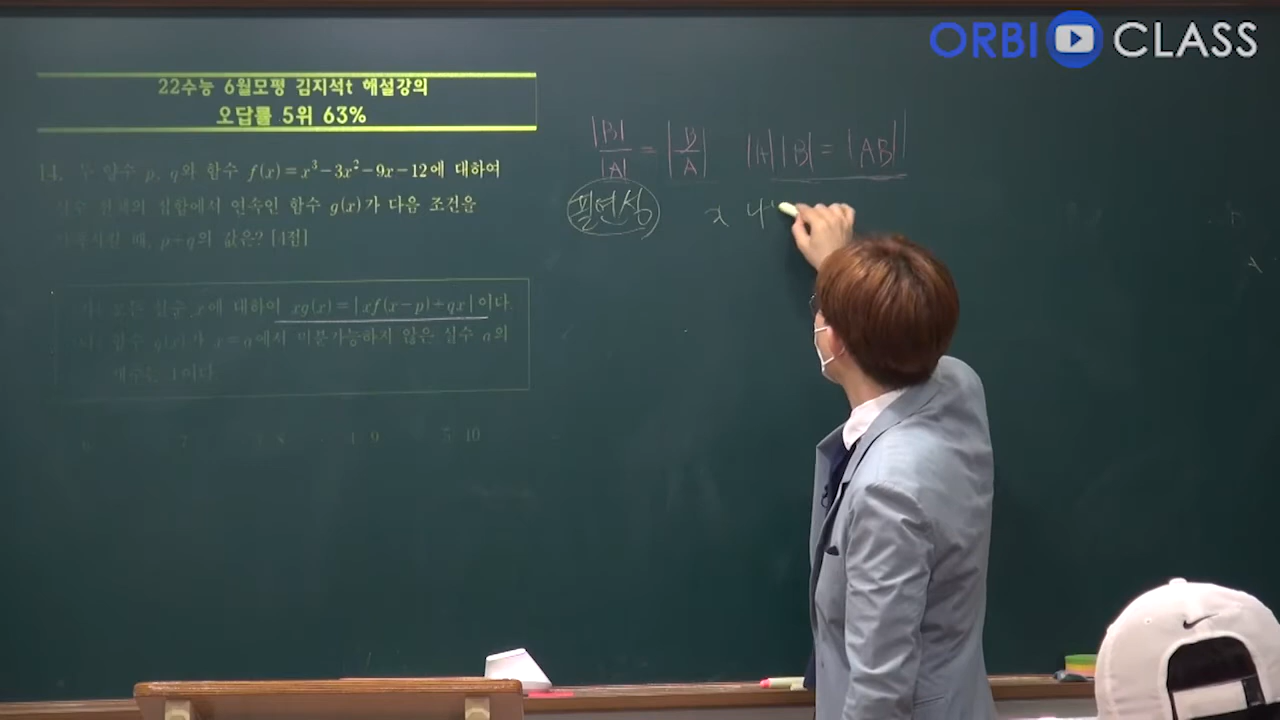 ORBI CLASS
22수능 6월모평 김지석t 해설강의
오답률 5위 63%
14. 두 양수 p, q와 함수 f(x)=x³-3x²-9x-12에 대하여
실수 전체의 집합에서 연속인 함수 g(x)가 다음 조건을
만족시킬 때, p+q의 값은? [4점]
모든 실수 x에 대하여 xg(x)=|xf(x-p)+qx|이다.
함수 g(x)가 x=a에서 미분가능하지 않은 실수 a의
개수는 1이다.
6 7 8 9 10
|B|/|A| = |B/A| |A||B| = |AB|
필연성 x 나